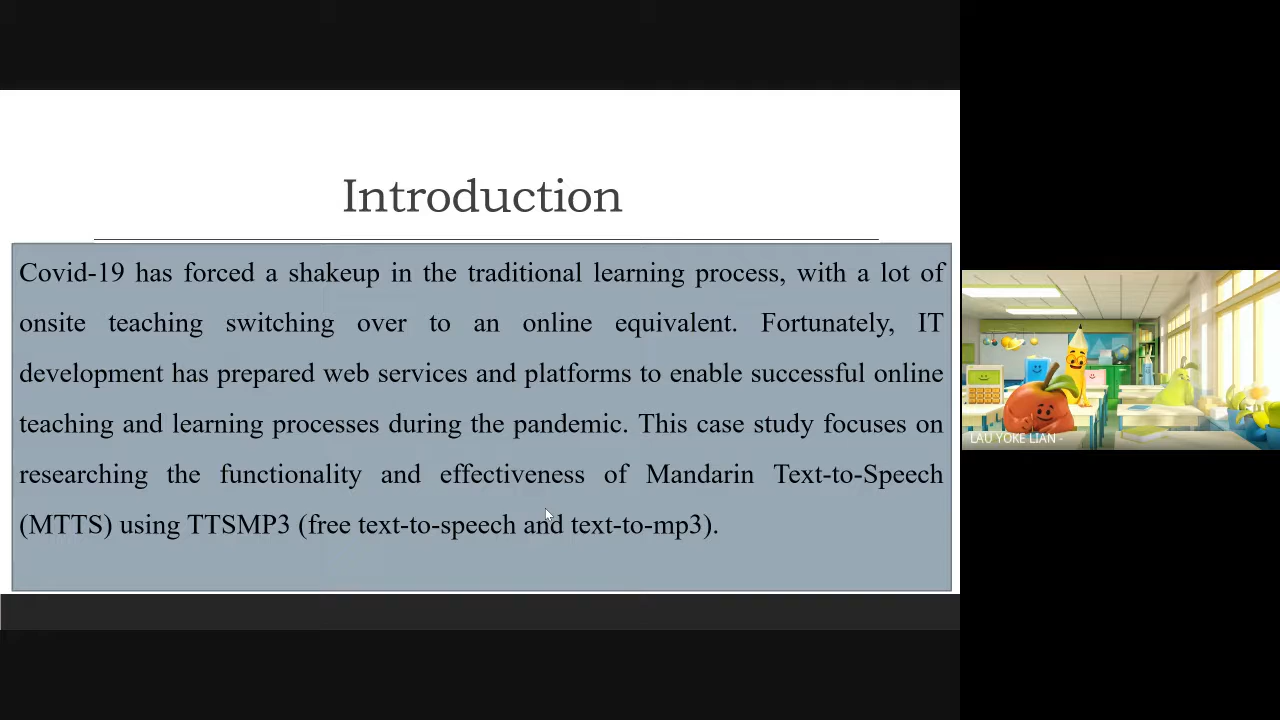 Introduction
Covid-19 has forced a shakeup in the traditional learning process, with a lot of
onsite teaching switching over to an online equivalent. Fortunately, IT
development has prepared web services and platforms to enable successful online
teaching and learning processes during the pandemic. This case study focuses on
researching the functionality and effectiveness of Mandarin Text-to-Speech
(MTTS) using TTSMP3 (free text-to-speech and text-to-mp3).
LAU YOKE LIAN -